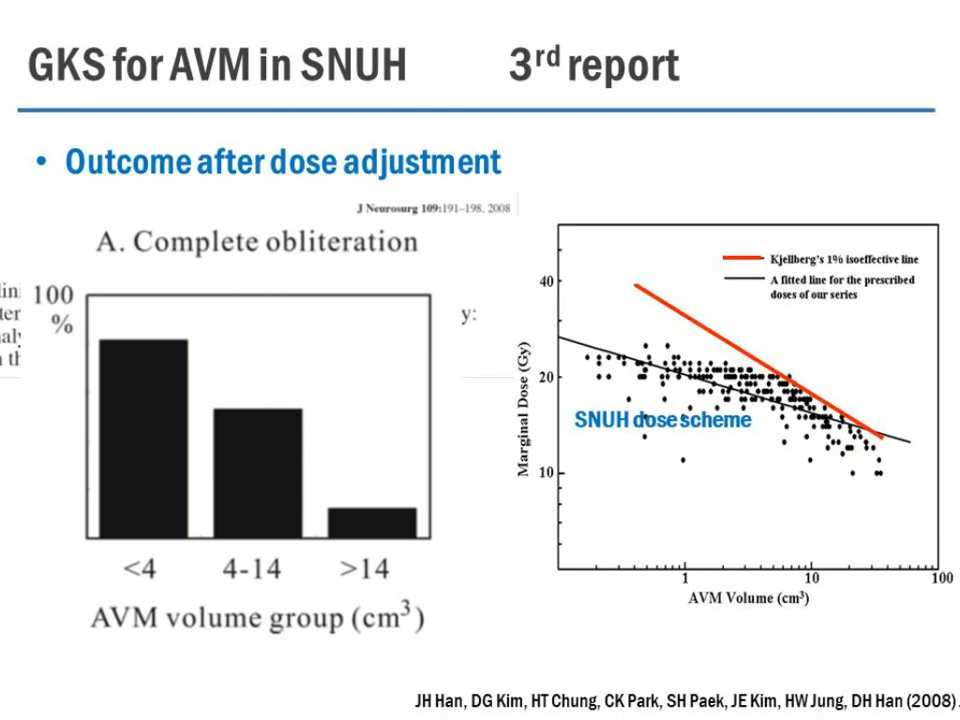 GKS for AVM in SNUH 3rd report
• Outcome after dose adjustment
J Neurosurg 109:191–198, 2008
A. Complete obliteration
100
%
<4 4-14 >14
AVM volume group (cm3)
y:
Kjellberg's 1% isoeffective line
A fitted line for the prescribed
doses of our series
40
20
10
Marginal Dose (Gy)
SNUH dose scheme
1 10 100
AVM Volume (cm3)
JH Han, DG Kim, HT Chung, CK Park, SH Paek, JE Kim, HW Jung, DH Han (2008).